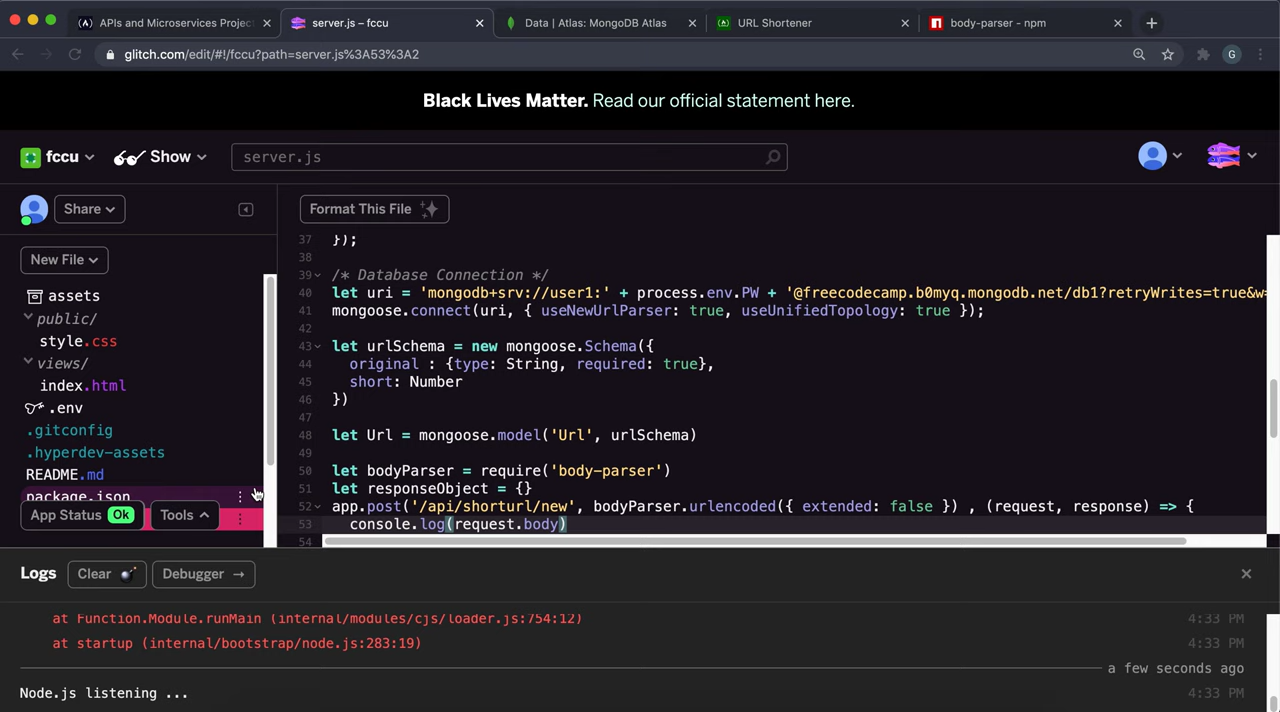 APIs and Microservices Projec
server.js – fccu
Data | Atlas: MongoDB Atlas
URL Shortener
body-parser - npm
glitch.com/edit/#!/fccu?path=server.js%3A53%3A2
G
Black Lives Matter. Read our official statement here.
fccu
Show
server.js
Share
Format This File
New File
assets
public/
style.css
views/
index.html
.env
.gitconfig
.hyperdev-assets
README.md
package.json
App Status Ok
Tools
37 });
38
39 /* Database Connection */
40 let uri = 'mongodb+srv://user1:' + process.env.PW + '@freecodecamp.b0myq.mongodb.net/db1?retryWrites=true&w=
41 mongoose.connect(uri, { useNewUrlParser: true, useUnifiedTopology: true });
42
43 let urlSchema = new mongoose.Schema({
44 original : {type: String, required: true},
45 short: Number
46 })
47
48 let Url = mongoose.model('Url', urlSchema)
49
50 let bodyParser = require('body-parser')
51 let responseObject = {}
52 app.post('/api/shorturl/new', bodyParser.urlencoded({ extended: false }) , (request, response) => {
53 console.log(request.body)
54
Logs
Clear
Debugger →
at Function.Module.runMain (internal/modules/cjs/loader.js:754:12) 4:33 PM
at startup (internal/bootstrap/node.js:283:19) 4:33 PM
a few seconds ago
Node.js listening ... 4:33 PM